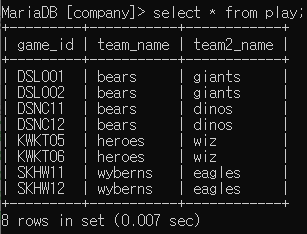 MariaDB [company]> select * from play;
+---------+-----------+------------+
| game_id | team_name | team2_name |
+---------+-----------+------------+
| DSL001 | bears | giants |
| DSL002 | bears | giants |
| DSNC11 | bears | dinos |
| DSNC12 | bears | dinos |
| KWKT05 | heroes | wiz |
| KWKT06 | heroes | wiz |
| SKHW11 | wyberns | eagles |
| SKHW12 | wyberns | eagles |
+---------+-----------+------------+
8 rows in set (0.007 sec)